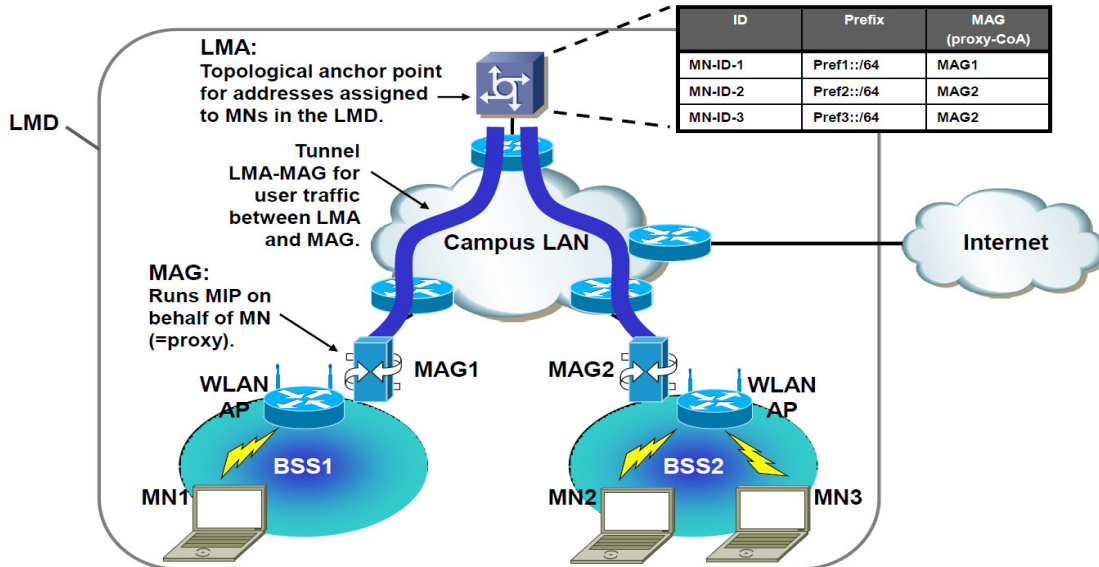 LMA:
Topological anchor point
for addresses assigned
to MNs in the LMD.
ID Prefix MAG
(proxy-CoA)
MN-ID-1 Pref1::/64 MAG1
MN-ID-2 Pref2::/64 MAG2
MN-ID-3 Pref3::/64 MAG2
LMD
Tunnel
LMA-MAG for
user traffic
between LMA
and MAG.
Campus LAN
Internet
MAG:
Runs MIP on
behalf of MN
(=proxy).
MAG1
MAG2
WLAN
AP
WLAN
AP
BSS1
BSS2
MN1
MN2
MN3